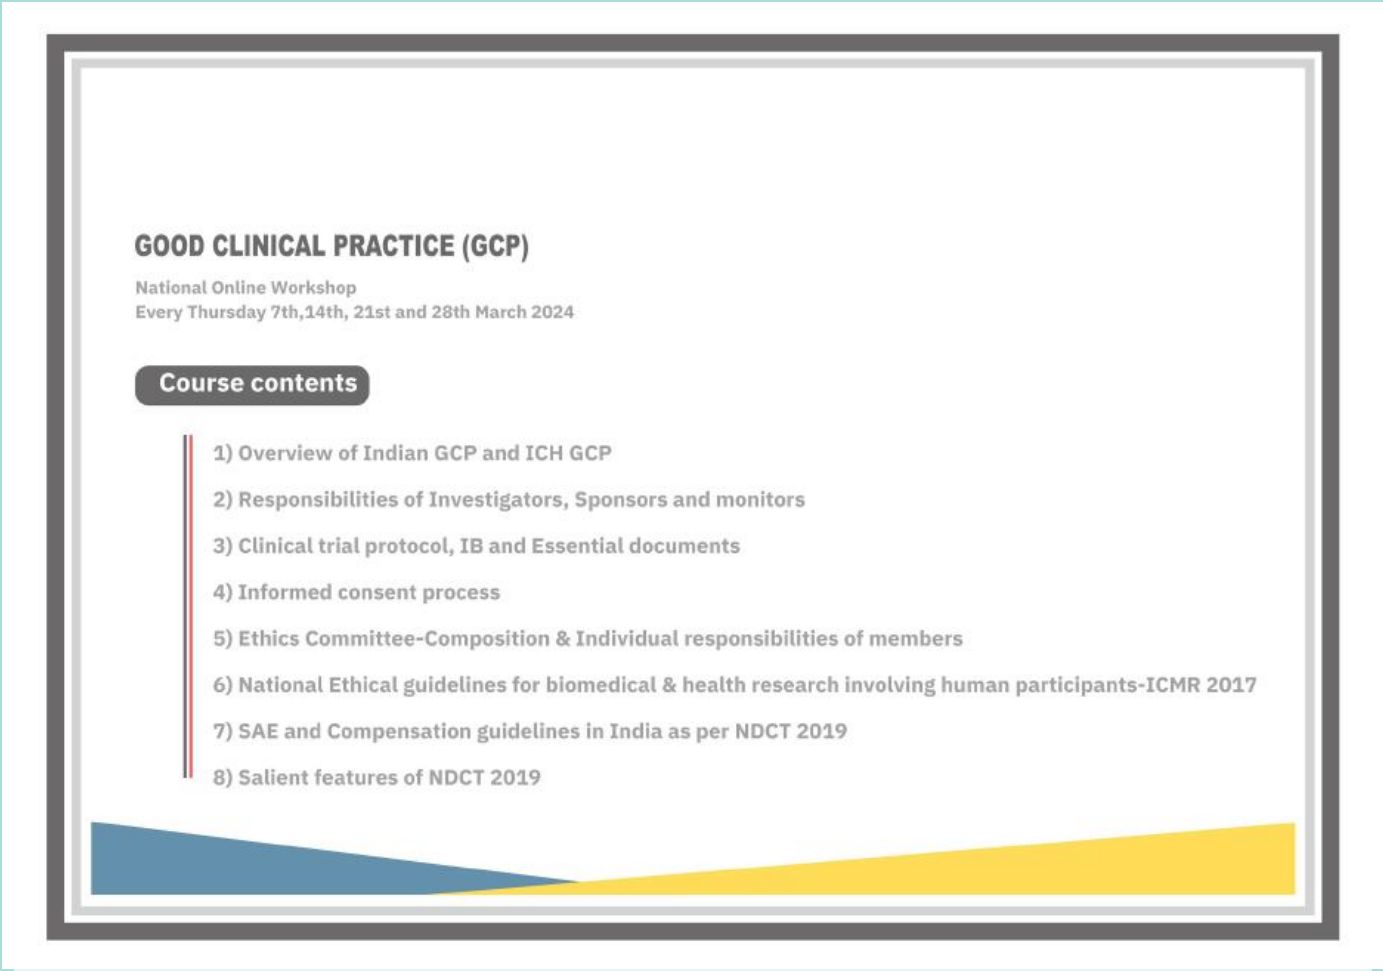 GOOD CLINICAL PRACTICE (GCP)
National Online Workshop
Every Thursday 7th,14th, 21st and 28th March 2024
Course contents
1) Overview of Indian GCP and ICH GCP
2) Responsibilities of Investigators, Sponsors and monitors
3) Clinical trial protocol, IB and Essential documents
4) Informed consent process
5) Ethics Committee-Composition & Individual responsibilities of members
6) National Ethical guidelines for biomedical & health research involving human participants-ICMR 2017
7) SAE and Compensation guidelines in India as per NDCT 2019
8) Salient features of NDCT 2019